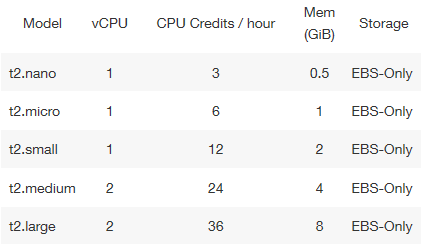 Model vCPU CPU Credits / hour Mem (GiB) Storage
t2.nano 1 3 0.5 EBS-Only
t2.micro 1 6 1 EBS-Only
t2.small 1 12 2 EBS-Only
t2.medium 2 24 4 EBS-Only
t2.large 2 36 8 EBS-Only